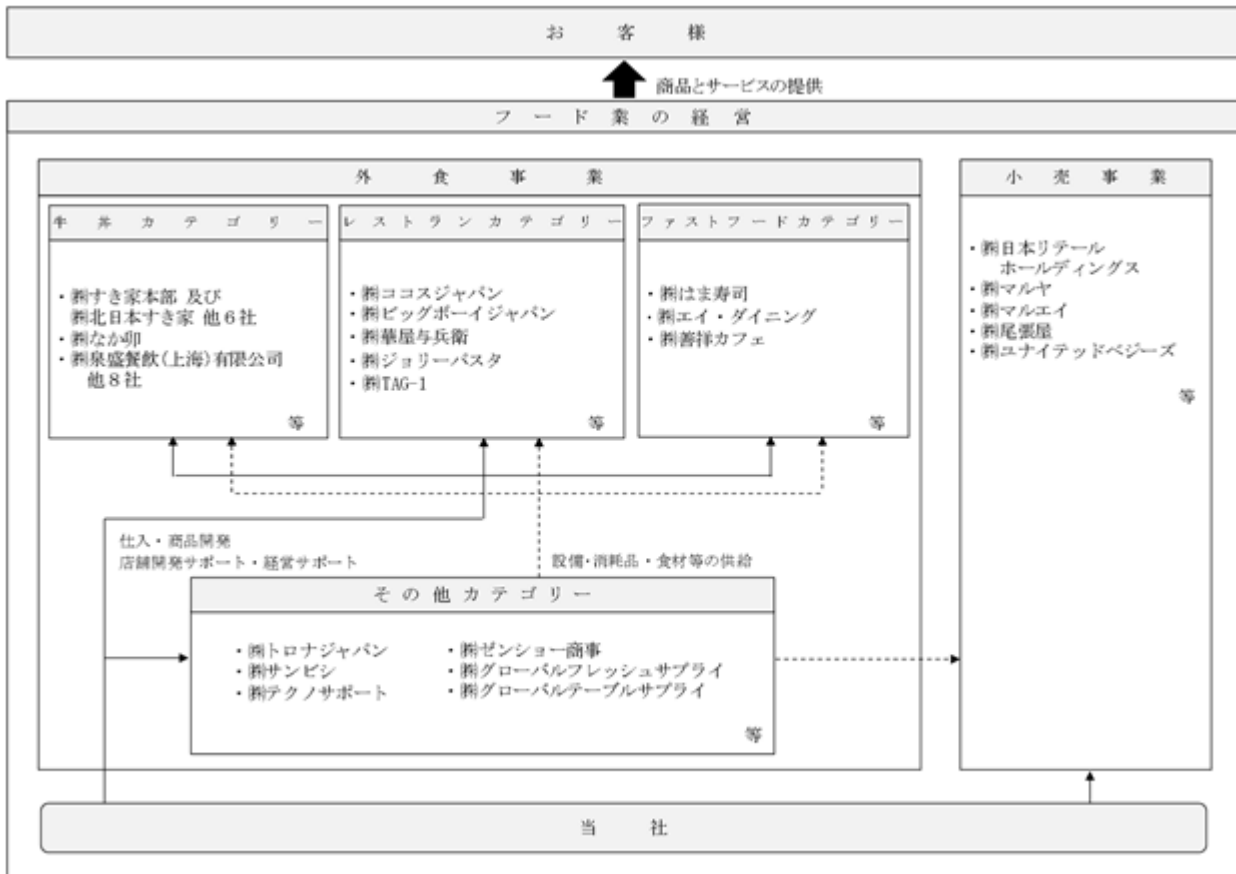 お客様
商品とサービスの提供
フード業の経営
外食事業
牛丼カテゴリー
・㈱すき家本部 及び
㈱北日本すき家 他6社
・㈱なか卯
・㈱泉盛餐飲(上海)有限公司
他8社
等
レストランカテゴリー
・㈱ココスジャパン
・㈱ビッグボーイジャパン
・㈱華屋与兵衛
・㈱ジョリーパスタ
・㈱TAG-1
等
ファストフードカテゴリー
・㈱はま寿司
・㈱エイ・ダイニング
・㈱善祥カフェ
等
小売事業
・㈱日本リテール
ホールディングス
・㈱マルヤ
・㈱マルエイ
・㈱尾張屋
・㈱ユナイテッドベジーズ
等
仕入・商品開発
店舗開発サポート・経営サポート
設備・消耗品・食材等の供給
その他カテゴリー
・㈱トロナジャパン
・㈱サンビシ
・㈱テクノサポート
・㈱ゼンショー商事
・㈱グローバルフレッシュサプライ
・㈱グローバルテーブルサプライ
等
当社